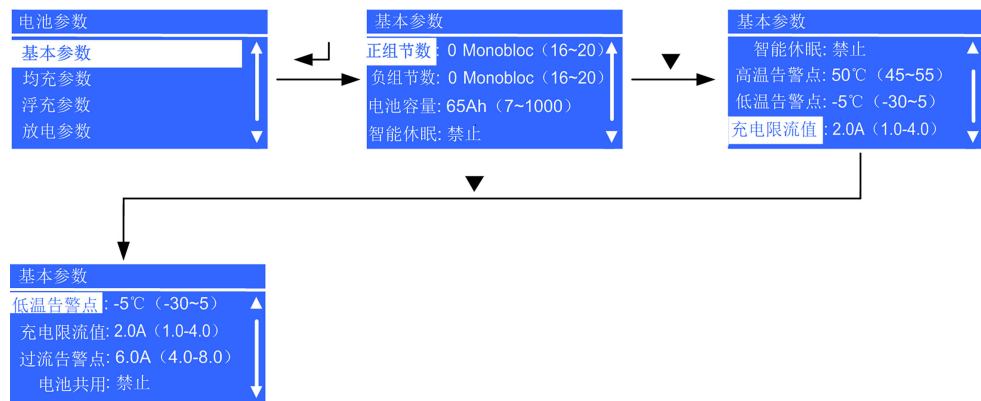 电池参数
基本参数
均充参数
浮充参数
放电参数
基本参数
正组节数: 0 Monobloc（16~20）
负组节数: 0 Monobloc（16~20）
电池容量: 65Ah（7~1000）
智能休眠: 禁止
基本参数
智能休眠: 禁止
高温告警点: 50℃（45~55）
低温告警点: -5℃（-30~5）
充电限流值: 2.0A（1.0-4.0）
基本参数
低温告警点: -5℃（-30~5）
充电限流值: 2.0A（1.0-4.0）
过流告警点: 6.0A（4.0-8.0）
电池共用: 禁止